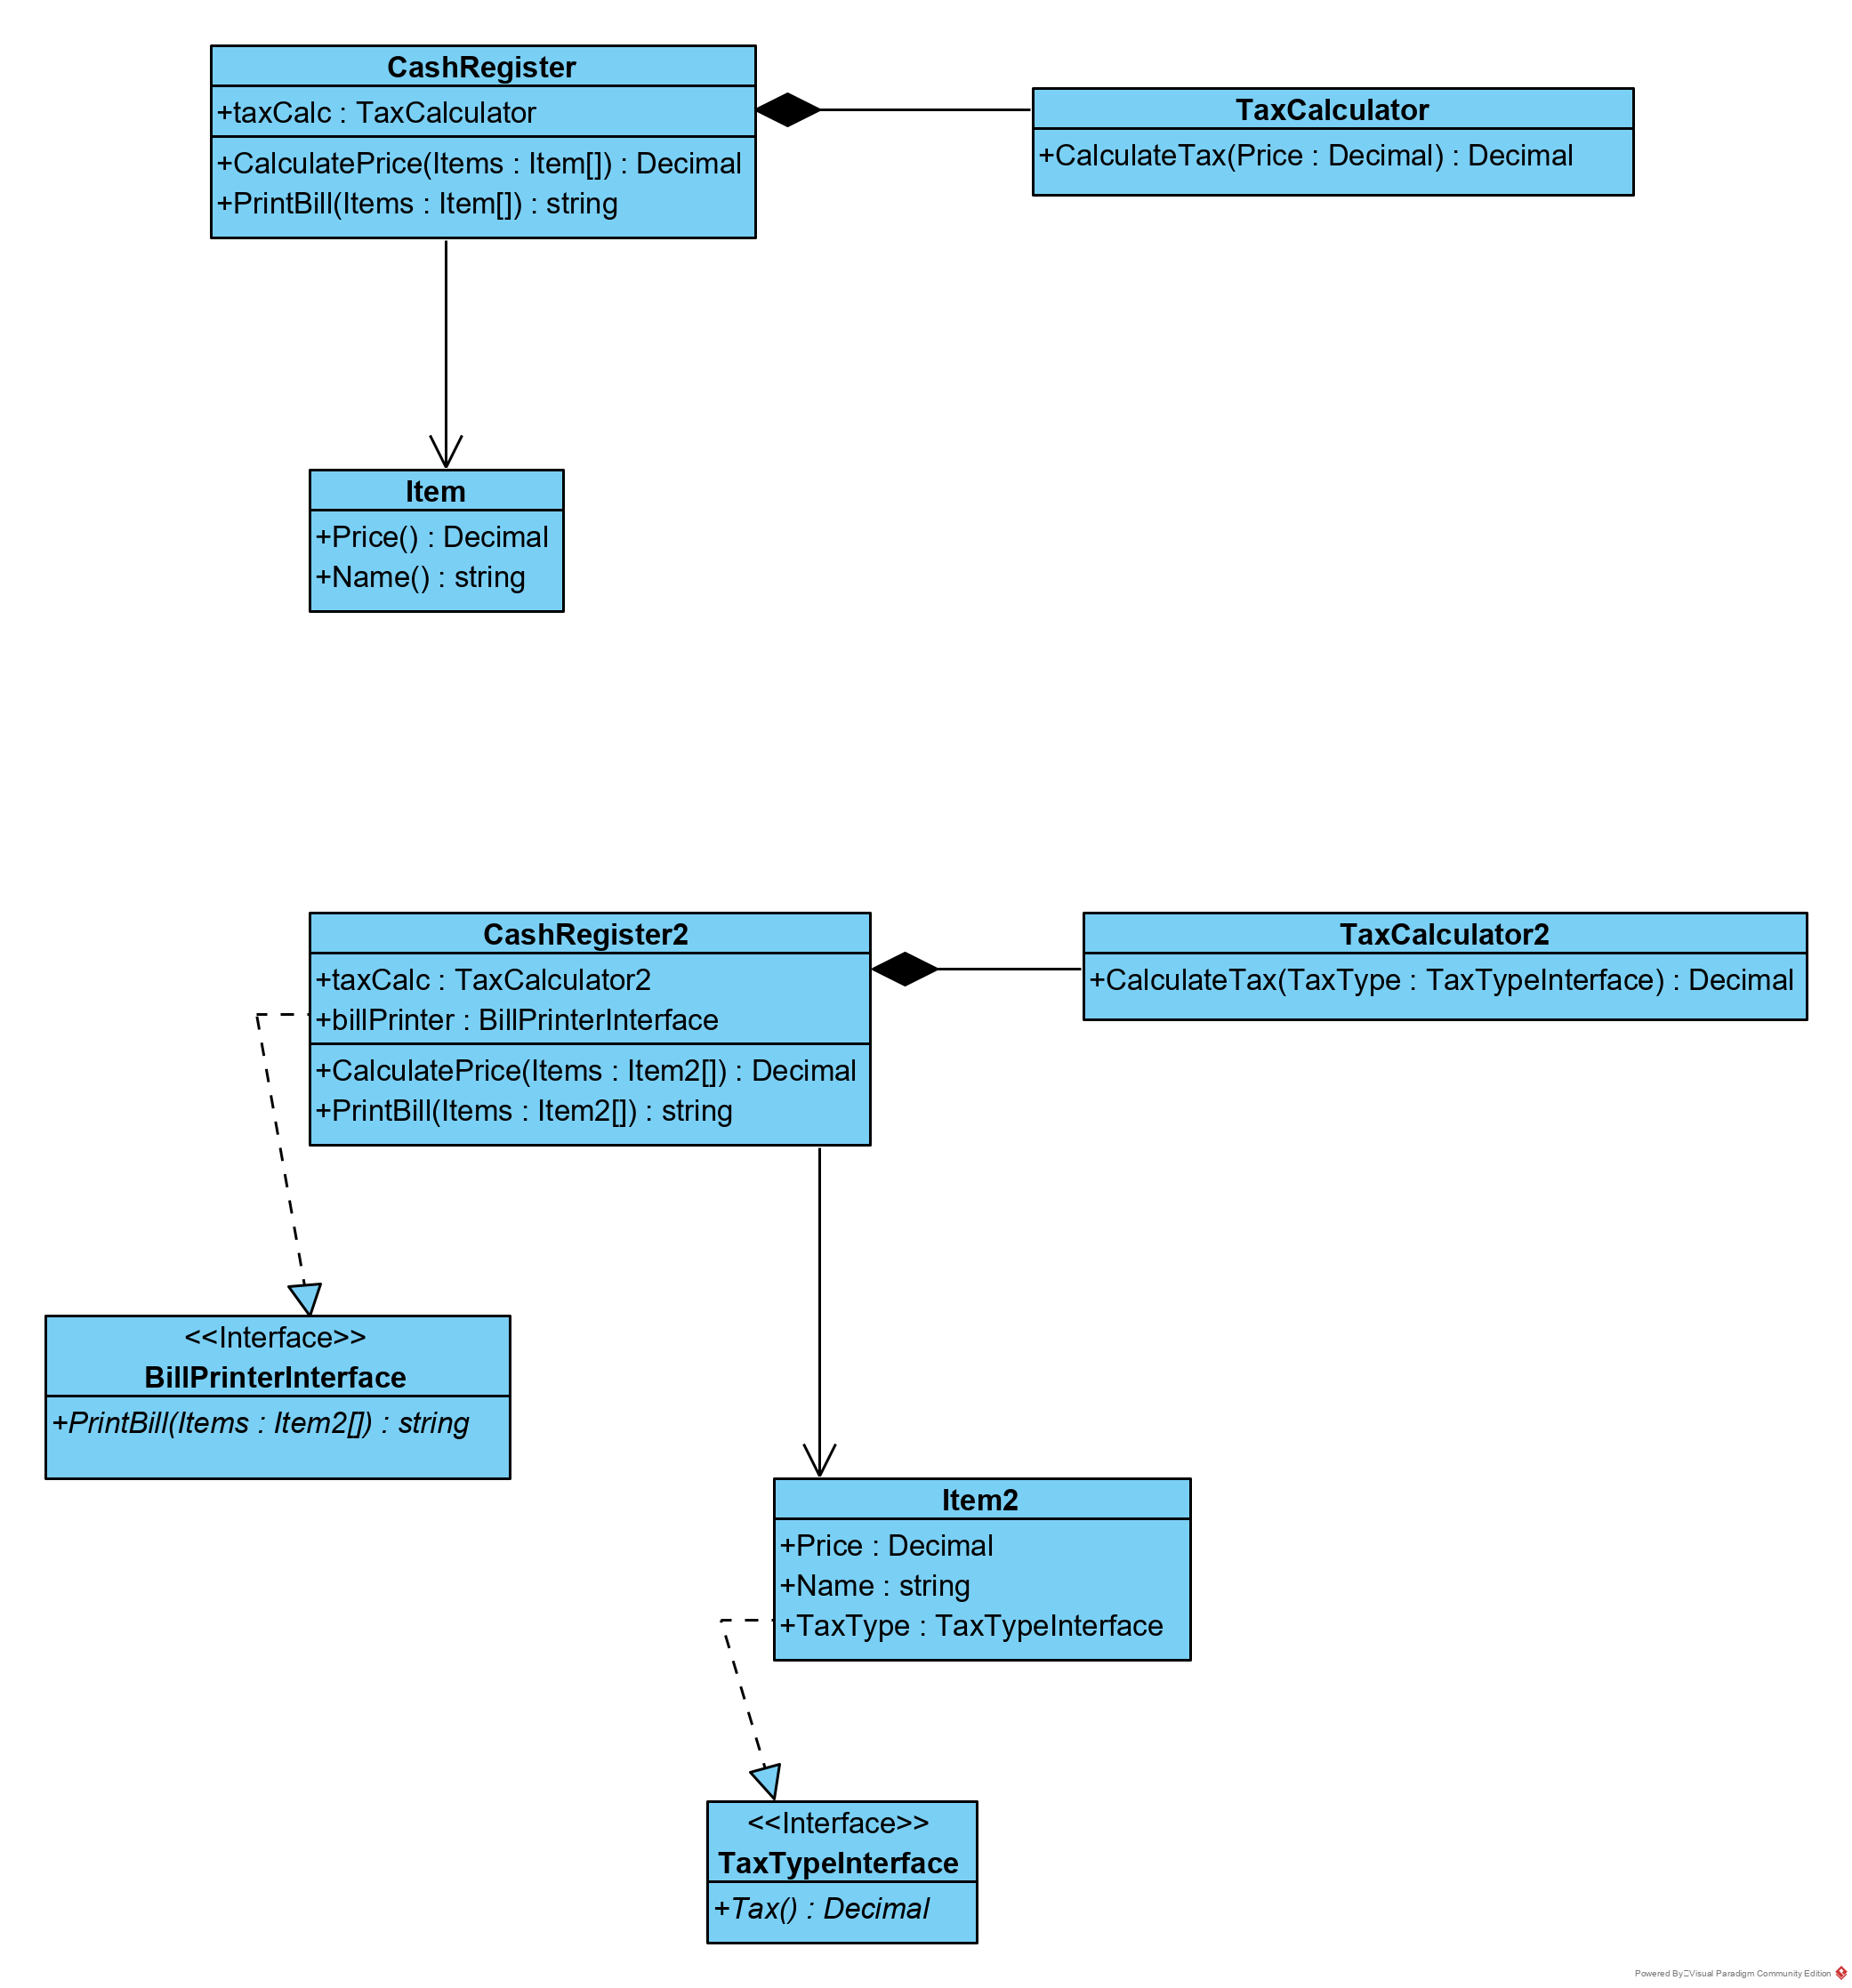 CashRegister
+taxCalc : TaxCalculator
+CalculatePrice(Items : Item[]) : Decimal
+PrintBill(Items : Item[]) : string
TaxCalculator
+CalculateTax(Price : Decimal) : Decimal
Item
+Price() : Decimal
+Name() : string
CashRegister2
+taxCalc : TaxCalculator2
+billPrinter : BillPrinterInterface
+CalculatePrice(Items : Item2[]) : Decimal
+PrintBill(Items : Item2[]) : string
TaxCalculator2
+CalculateTax(TaxType : TaxTypeInterface) : Decimal
<<Interface>>
BillPrinterInterface
+PrintBill(Items : Item2[]) : string
Item2
+Price : Decimal
+Name : string
+TaxType : TaxTypeInterface
<<Interface>>
TaxTypeInterface
+Tax() : Decimal
Powered By Visual Paradigm Community Edition